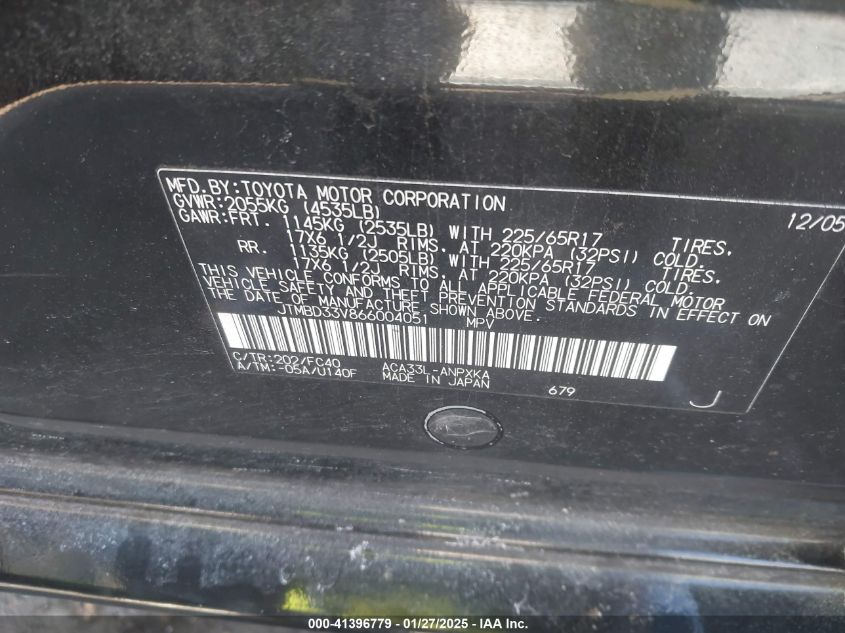 MFD.BY:TOYOTA MOTOR CORPORATION 12/05
GVWR:2055KG (4535LB)
GAWR:FRT. 1145KG (2535LB) WITH 225/65R17 TIRES,
17X6 1/2J RIMS, AT 220KPA (32PSI) COLD.
RR. 1135KG (2505LB) WITH 225/65R17 TIRES,
17X6 1/2J RIMS, AT 220KPA (32PSI) COLD.
THIS VEHICLE CONFORMS TO ALL APPLICABLE FEDERAL MOTOR
VEHICLE SAFETY AND THEFT PREVENTION STANDARDS IN EFFECT ON
THE DATE OF MANUFACTURE SHOWN ABOVE.
JTMBD33V866004051 MPV
C/TR:202/FC40 ACA33L-ANPXKA
A/TM:-05A/U140F MADE IN JAPAN 679 J
000-41396779 - 01/27/2025 - IAA Inc.